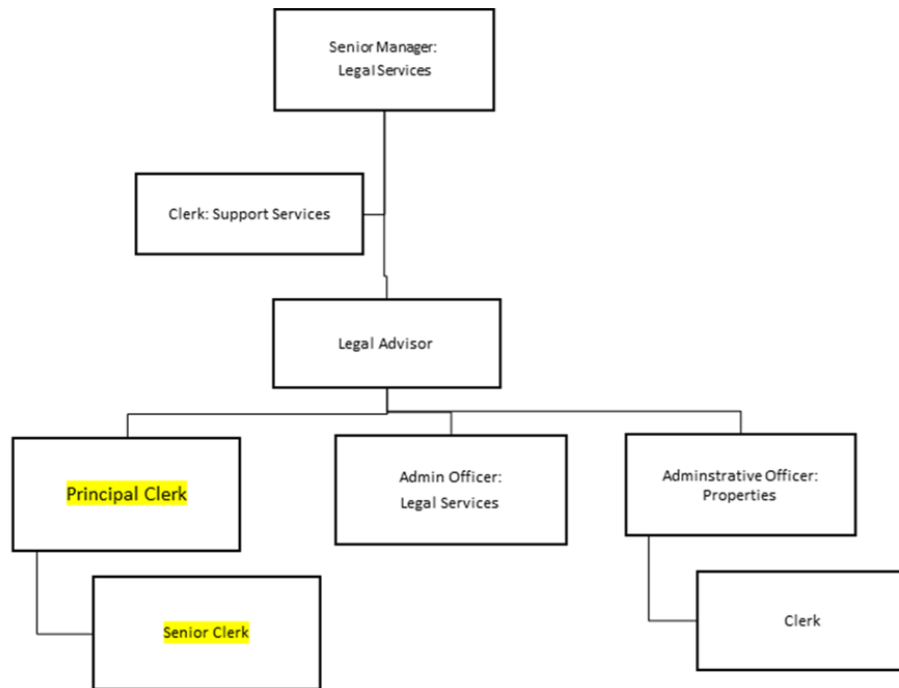 Senior Manager:
Legal Services
Clerk: Support Services
Legal Advisor
Principal Clerk
Admin Officer:
Legal Services
Adminstrative Officer:
Properties
Senior Clerk
Clerk